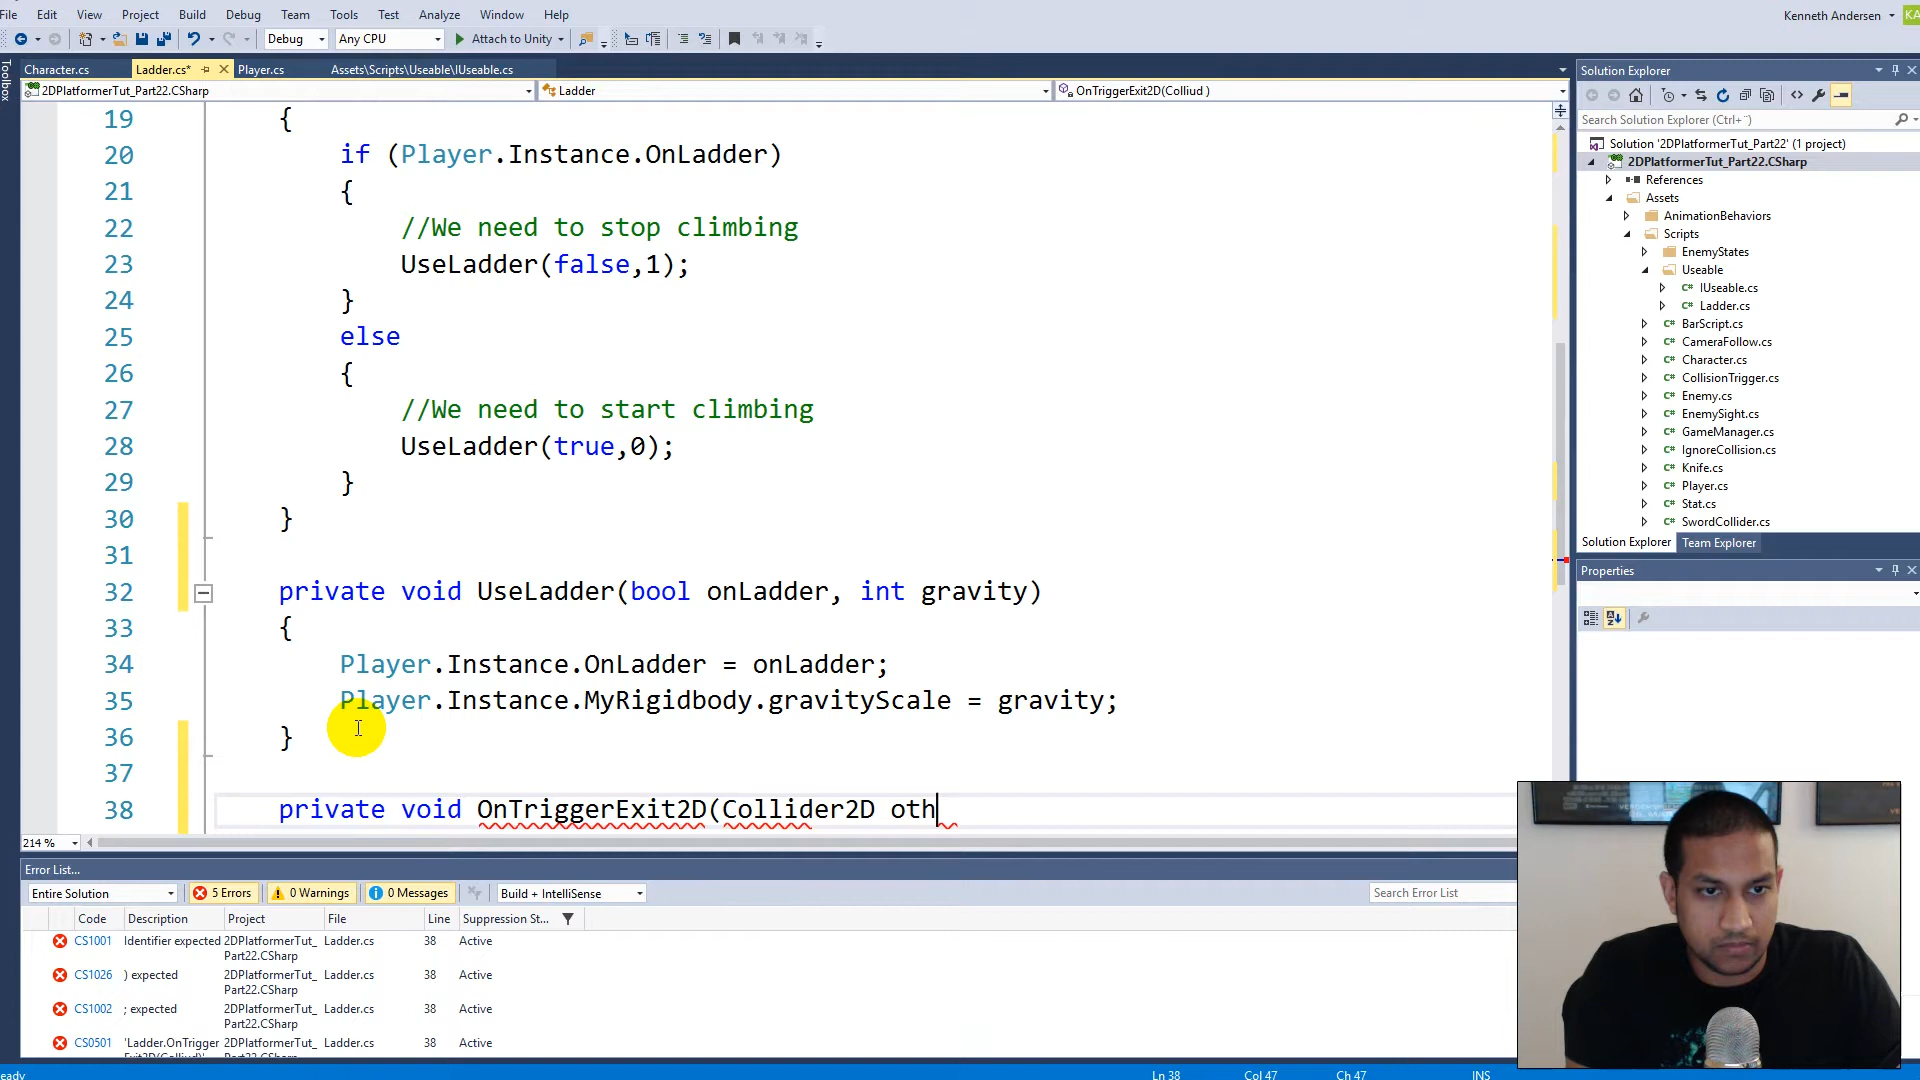 File Edit View Project Build Debug Team Tools Test Analyze Window Help Kenneth Andersen KA
Debug Any CPU Attach to Unity
Toolbox
Character.cs Ladder.cs* Player.cs Assets\Scripts\Useable\IUseable.cs
2DPlatformerTut_Part22.CSharp Ladder OnTriggerExit2D(Colliud )
19 {
20 if (Player.Instance.OnLadder)
21 {
22 //We need to stop climbing
23 UseLadder(false,1);
24 }
25 else
26 {
27 //We need to start climbing
28 UseLadder(true,0);
29 }
30 }
31
32 private void UseLadder(bool onLadder, int gravity)
33 {
34 Player.Instance.OnLadder = onLadder;
35 Player.Instance.MyRigidbody.gravityScale = gravity;
36 }
37
38 private void OnTriggerExit2D(Collider2D oth
214 %
Solution Explorer
Search Solution Explorer (Ctrl+¨)
Solution '2DPlatformerTut_Part22' (1 project)
2DPlatformerTut_Part22.CSharp
References
Assets
AnimationBehaviors
Scripts
EnemyStates
Useable
IUseable.cs
Ladder.cs
BarScript.cs
CameraFollow.cs
Character.cs
CollisionTrigger.cs
Enemy.cs
EnemySight.cs
GameManager.cs
IgnoreCollision.cs
Knife.cs
Player.cs
Stat.cs
SwordCollider.cs
Solution Explorer Team Explorer
Properties
Error List...
Entire Solution 5 Errors 0 Warnings 0 Messages Build + IntelliSense Search Error List
Code Description Project File Line Suppression St...
CS1001 Identifier expected 2DPlatformerTut_ Ladder.cs 38 Active
Part22.CSharp
CS1026 ) expected 2DPlatformerTut_ Ladder.cs 38 Active
Part22.CSharp
CS1002 ; expected 2DPlatformerTut_ Ladder.cs 38 Active
Part22.CSharp
CS0501 'Ladder.OnTrigger 2DPlatformerTut_ Ladder.cs 38 Active
eady Ln 38 Col 47 Ch 47 INS